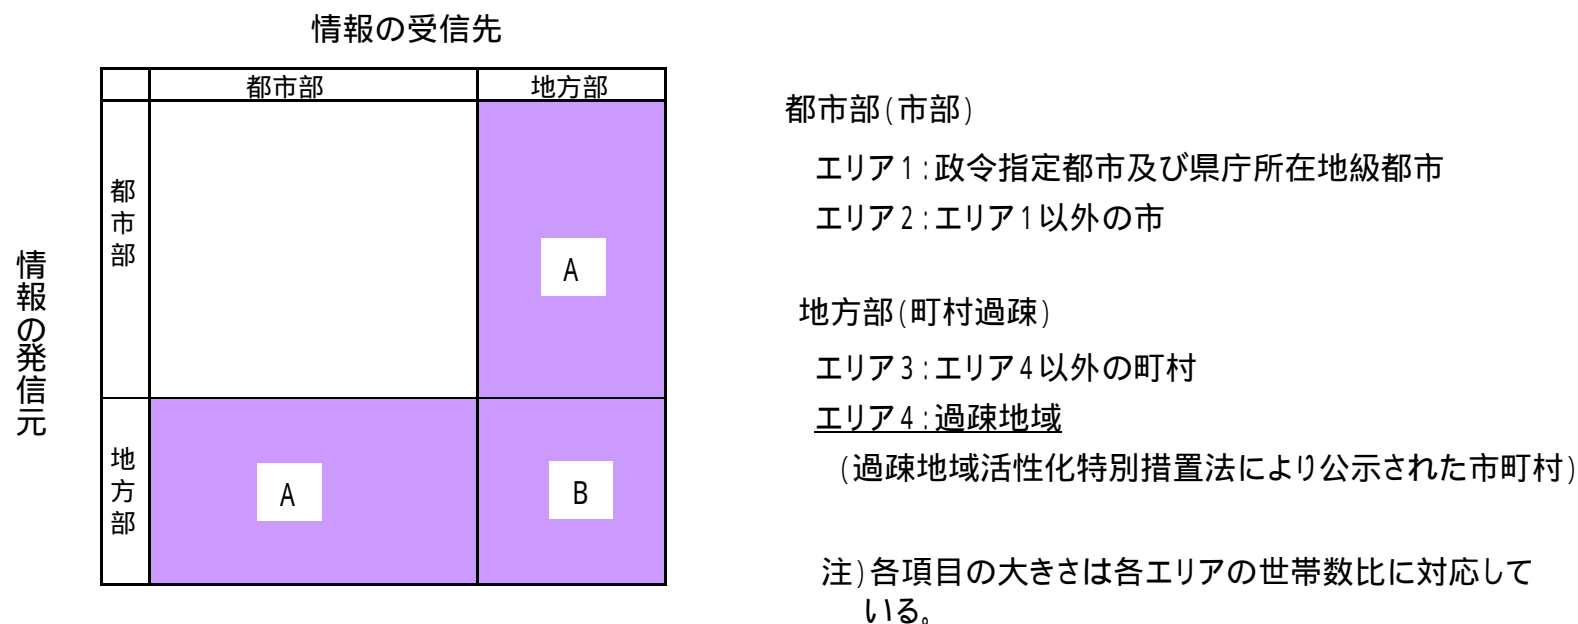 情報の受信先
都市部
地方部
都市部
A
情報の発信元
地方部
A
B
都市部(市部)
エリア1:政令指定都市及び県庁所在地級都市
エリア2:エリア1以外の市
地方部(町村過疎)
エリア3:エリア4以外の町村
エリア4:過疎地域
(過疎地域活性化特別措置法により公示された市町村)
注)各項目の大きさは各エリアの世帯数比に対応して
いる。